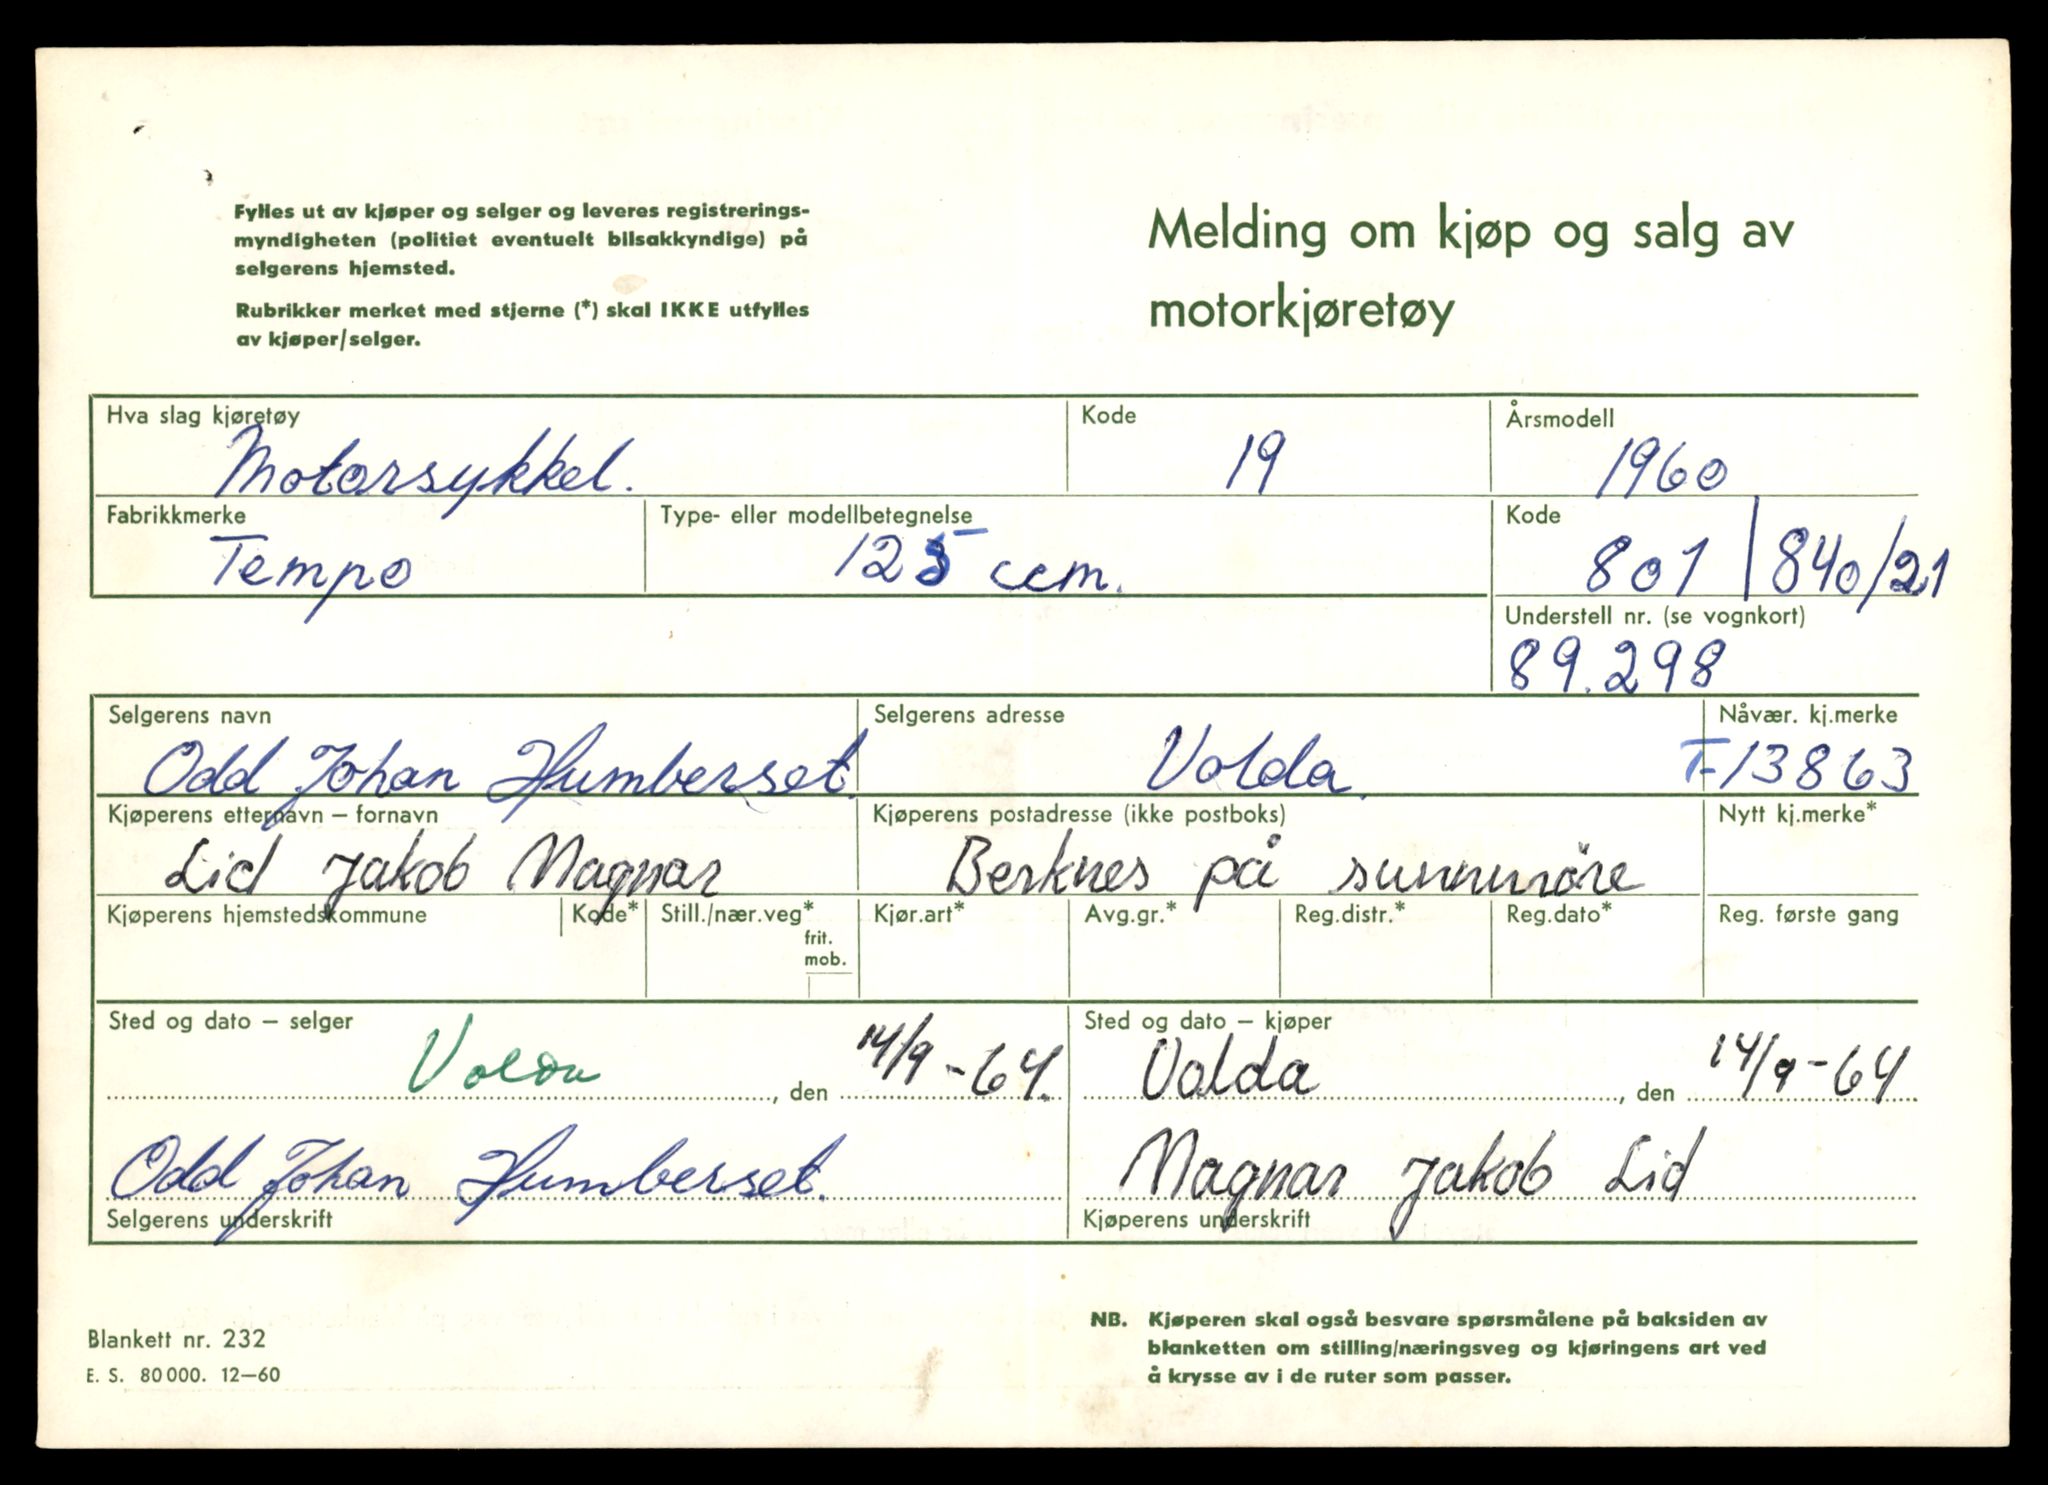 Fylles ut av kjøper og selger og leveres registrerings-
myndigheten (politiet eventuelt bilsakkyndige) på
selgerens hjemsted.
Rubrikker merket med stjerne (*) skal IKKE utfylles
av kjøper/selger.
Melding om kjøp og salg av
motorkjøretøy
Hva slag kjøretøy Kode Årsmodell
Motorsykkel. 19 1960
Fabrikkmerke Type- eller modellbetegnelse Kode
Tempo 125 ccm. 801 / 840/21
Understell nr. (se vognkort)
89.298
Selgerens navn Selgerens adresse Nåvær. kj.merke
Odd Johan Humberset. Volda. T-13863
Kjøperens etternavn – fornavn Kjøperens postadresse (ikke postboks) Nytt kj.merke*
Lid Jakob Magnar Berknes på sunnmøre
Kjøperens hjemstedskommune Kode* Still./nær.veg* Kjør.art* Avg.gr.* Reg.distr.* Reg.dato* Reg. første gang
frit.
mob.
Sted og dato – selger Sted og dato – kjøper
Volda , den 14/9-64. Volda , den 14/9-64
Odd Johan Humberset. Magnar Jakob Lid
Selgerens underskrift Kjøperens underskrift
Blankett nr. 232
E. S. 80 000. 12–60
NB. Kjøperen skal også besvare spørsmålene på baksiden av
blanketten om stilling/næringsveg og kjøringens art ved
å krysse av i de ruter som passer.